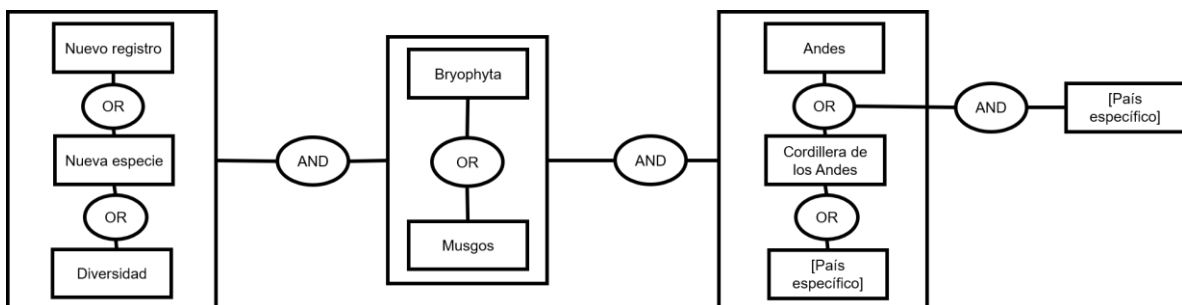 Nuevo registro
OR
Nueva especie
OR
Diversidad
AND
Bryophyta
OR
Musgos
AND
Andes
OR
Cordillera de
los Andes
OR
[País
específico]
AND
[País
específico]